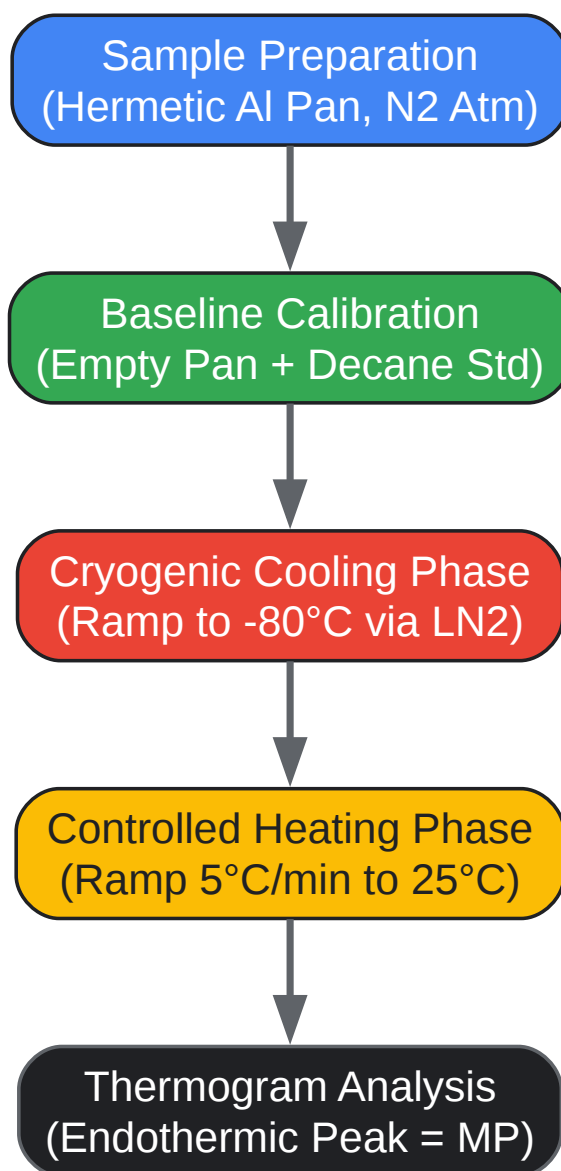 Sample Preparation
(Hermetic Al Pan, N2 Atm)
Baseline Calibration
(Empty Pan + Decane Std)
Cryogenic Cooling Phase
(Ramp to -80°C via LN2)
Controlled Heating Phase
(Ramp 5°C/min to 25°C)
Thermogram Analysis
(Endothermic Peak = MP)